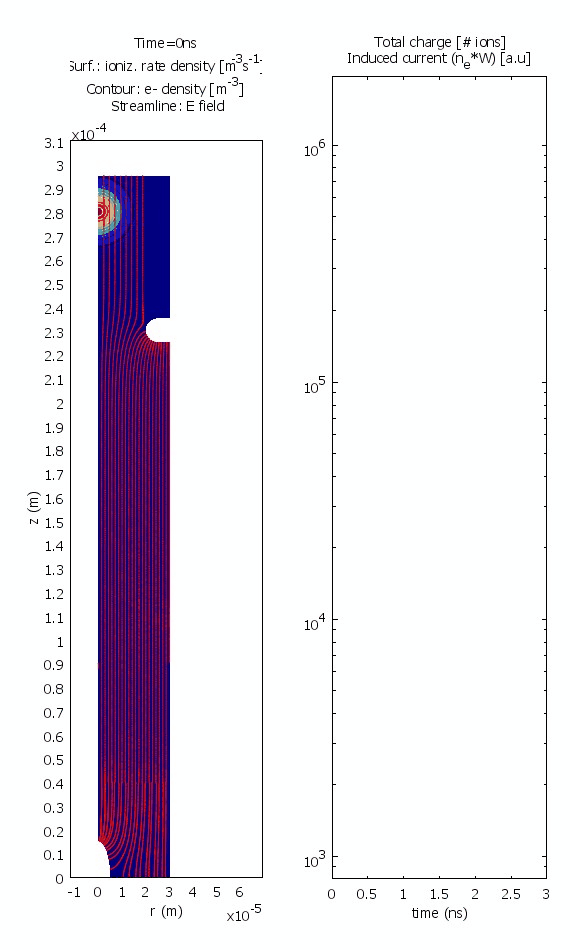 Time=0ns
Surf.: ioniz. rate density [m^-3 s^-1]
Contour: e- density [m^-3]
Streamline: E field
x10^-4
3.1
3
2.9
2.8
2.7
2.6
2.5
2.4
2.3
2.2
2.1
2
1.9
1.8
1.7
1.6
1.5
1.4
1.3
1.2
1.1
1
0.9
0.8
0.7
0.6
0.5
0.4
0.3
0.2
0.1
0
z (m)
-1 0 1 2 3 4 5 6
r (m)
x10^-5
Total charge [# ions]
Induced current (n_e*W) [a.u]
10^6
10^5
10^4
10^3
0 0.5 1 1.5 2 2.5 3
time (ns)